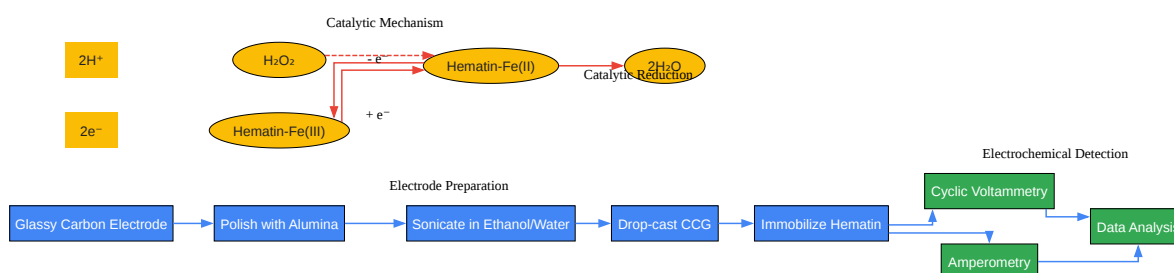 Catalytic Mechanism
2H⁺
H₂O₂
- e⁻
Hematin-Fe(II)
2H₂O
Catalytic Reduction
2e⁻
Hematin-Fe(III)
+ e⁻
Electrochemical Detection
Electrode Preparation
Glassy Carbon Electrode
Polish with Alumina
Sonicate in Ethanol/Water
Drop-cast CCG
Immobilize Hematin
Cyclic Voltammetry
Amperometry
Data Analysis